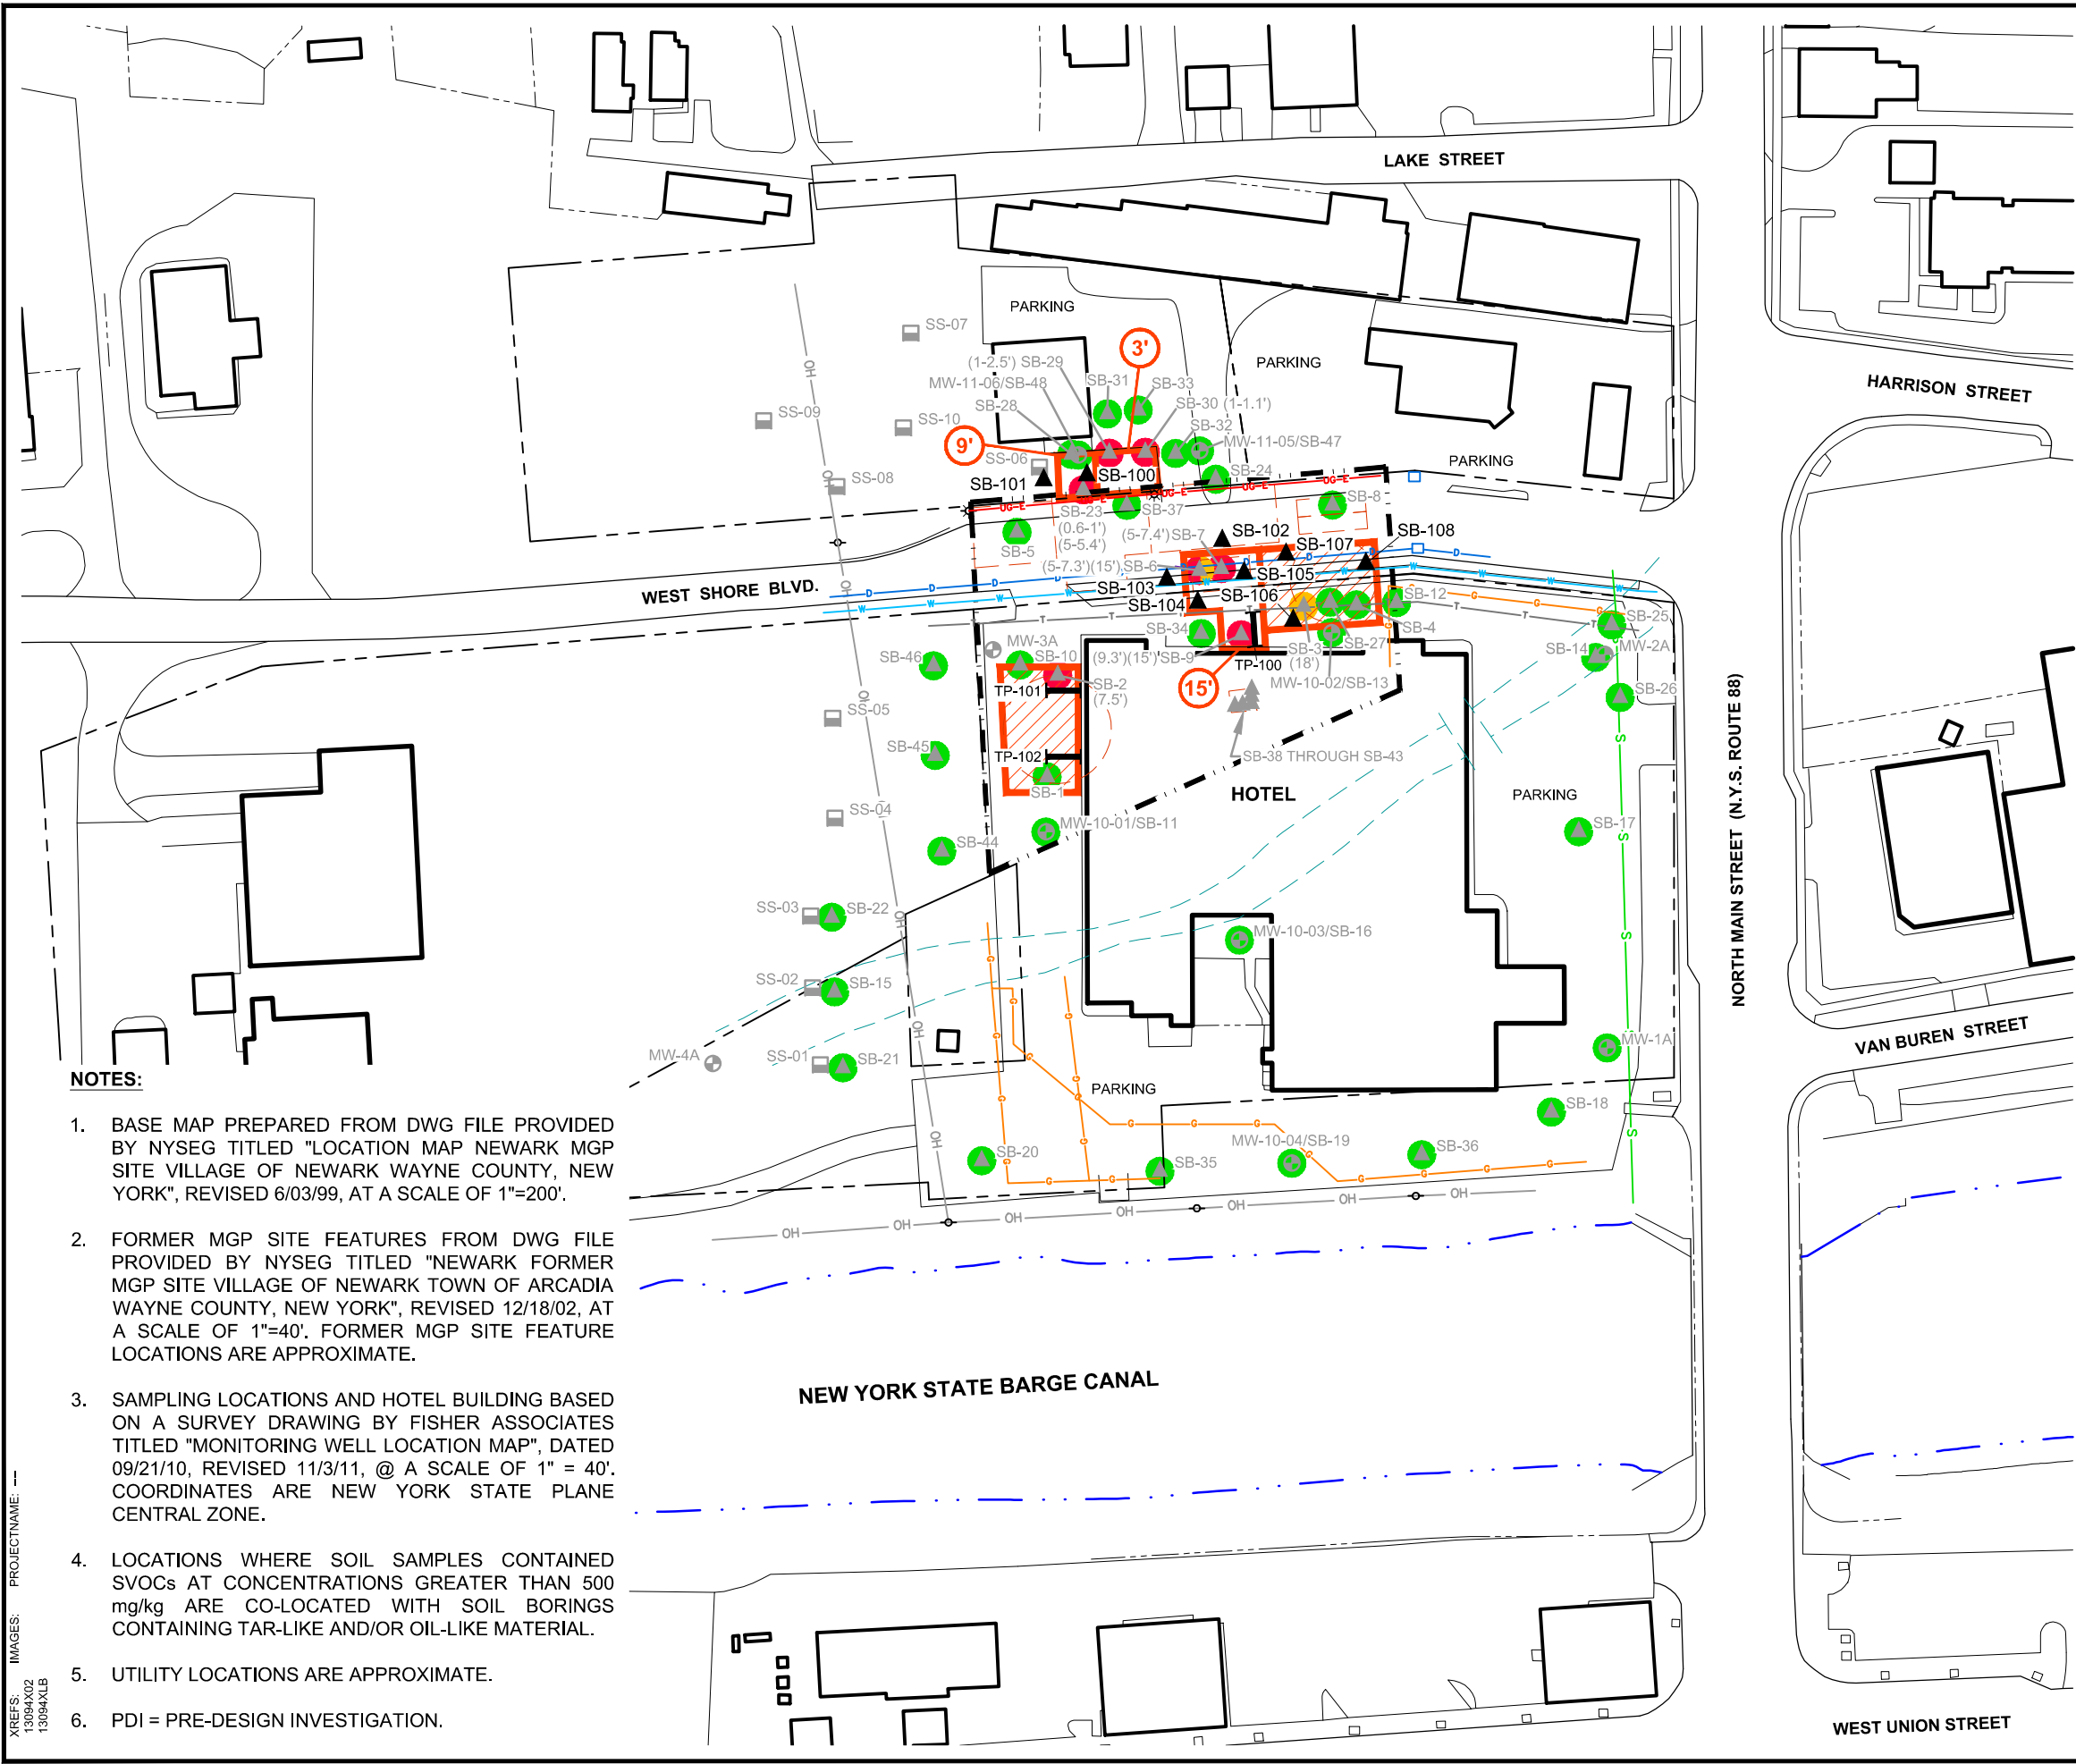 LAKE STREET
PARKING
SS-07
3'
(1-2.5') SB-29
PARKING
MW-11-06/SB-48
SB-31
SB-33
HARRISON STREET
SB-28
SB-30 (1-1.1')
SS-09
SS-10
SB-32
9'
MW-11-05/SB-47
SS-06
PARKING
SB-24
SS-08
SB-101
SB-100
OH
OG-E
OG-E
OG-E
OG-E
SB-23
SB-37
SB-8
(0.6-1')
(5-7.4') SB-7
SB-102
SB-108
(5-5.4')
SB-107
SB-5
(5-7.3')(15') SB-6
SB-105
SB-103
WEST SHORE BLVD.
SB-106
SB-104
SB-12
SB-34
SB-4
SB-25
MW-3A
SB-3
SB-27
SB-14
MW-2A
SB-46
SB-10
(9.3')(15') SB-9
TP-100
(18')
SB-2
(7.5')
TP-101
15'
MW-10-02/SB-13
SB-26
SS-05
SB-45
TP-102
SB-38 THROUGH SB-43
SB-1
HOTEL
PARKING
SS-04
MW-10-01/SB-11
SB-17
SB-44
NORTH MAIN STREET (N.Y.S. ROUTE 88)
SS-03
SB-22
MW-10-03/SB-16
SS-02
SB-15
VAN BUREN STREET
MW-4A
SS-01
SB-21
MW-1A
PARKING
SB-18
SB-20
SB-35
MW-10-04/SB-19
SB-36
OH
OH
OH
OH
OH
OH
NEW YORK STATE BARGE CANAL
WEST UNION STREET
NOTES:
1. BASE MAP PREPARED FROM DWG FILE PROVIDED
BY NYSEG TITLED "LOCATION MAP NEWARK MGP
SITE VILLAGE OF NEWARK WAYNE COUNTY, NEW
YORK", REVISED 6/03/99, AT A SCALE OF 1"=200'.
2. FORMER MGP SITE FEATURES FROM DWG FILE
PROVIDED BY NYSEG TITLED "NEWARK FORMER
MGP SITE VILLAGE OF NEWARK TOWN OF ARCADIA
WAYNE COUNTY, NEW YORK", REVISED 12/18/02, AT
A SCALE OF 1"=40'. FORMER MGP SITE FEATURE
LOCATIONS ARE APPROXIMATE.
3. SAMPLING LOCATIONS AND HOTEL BUILDING BASED
ON A SURVEY DRAWING BY FISHER ASSOCIATES
TITLED "MONITORING WELL LOCATION MAP", DATED
09/21/10, REVISED 11/3/11, @ A SCALE OF 1" = 40'.
COORDINATES ARE NEW YORK STATE PLANE
CENTRAL ZONE.
4. LOCATIONS WHERE SOIL SAMPLES CONTAINED
SVOCs AT CONCENTRATIONS GREATER THAN 500
mg/kg ARE CO-LOCATED WITH SOIL BORINGS
CONTAINING TAR-LIKE AND/OR OIL-LIKE MATERIAL.
5. UTILITY LOCATIONS ARE APPROXIMATE.
6. PDI = PRE-DESIGN INVESTIGATION.
XREFS: IMAGES: PROJECTNAME: --
13094X02
13094XLB